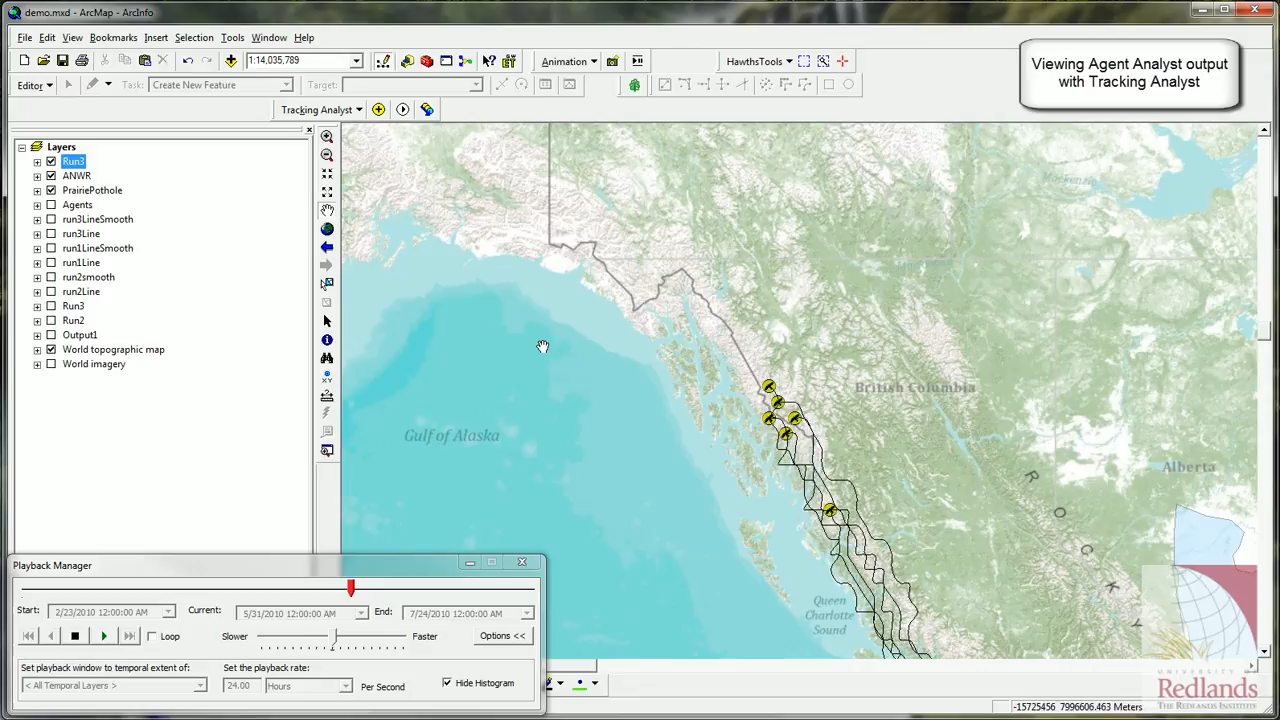 demo.mxd - ArcMap - ArcInfo
File Edit View Bookmarks Insert Selection Tools Window Help
1:14,035,789 Animation HawthsTools
Viewing Agent Analyst output
with Tracking Analyst
Editor Task: Create New Feature Target:
Tracking Analyst
Layers
Run3
ANWR
PrairiePothole
Agents
run3LineSmooth
run3Line
run1LineSmooth
run1Line
run2smooth
run2Line
Run3
Run2
Output1
World topographic map
World imagery
Mackenzie
British Columbia
Gulf of Alaska
Alberta
R O C K Y
Queen
Charlotte
Sound
Playback Manager
Start: 2/23/2010 12:00:00 AM Current: 5/31/2010 12:00:00 AM End: 7/24/2010 12:00:00 AM
Loop Slower Faster Options <<
Set playback window to temporal extent of: Set the playback rate:
< All Temporal Layers > 24.00 Hours Per Second Hide Histogram
UNIVERSITY OF
Redlands
THE REDLANDS INSTITUTE
-15725456 7996606.463 Meters